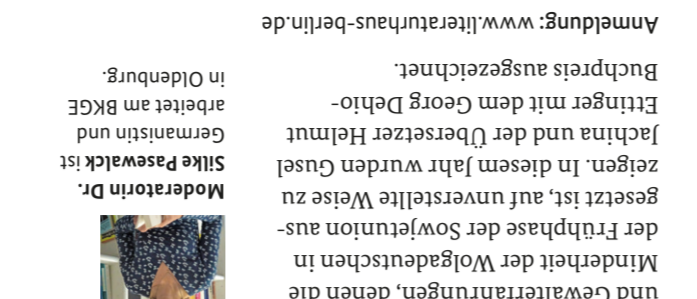 und Gewalterfahrungen, denen die
Minderheit der Wolgadeutschen in
der Frühphase der Sowjetunion aus-
gesetzt ist, auf unverstellte Weise zu
zeigen. In diesem Jahr wurden Gusel
Jachina und der Übersetzer Helmut
Ettinger mit dem Georg Dehio-
Buchpreis ausgezeichnet.
Anmeldung: www.literaturhaus-berlin.de
Moderatorin Dr.
Silke Pasewalck ist
Germanistin und
arbeitet am BKGE
in Oldenburg.